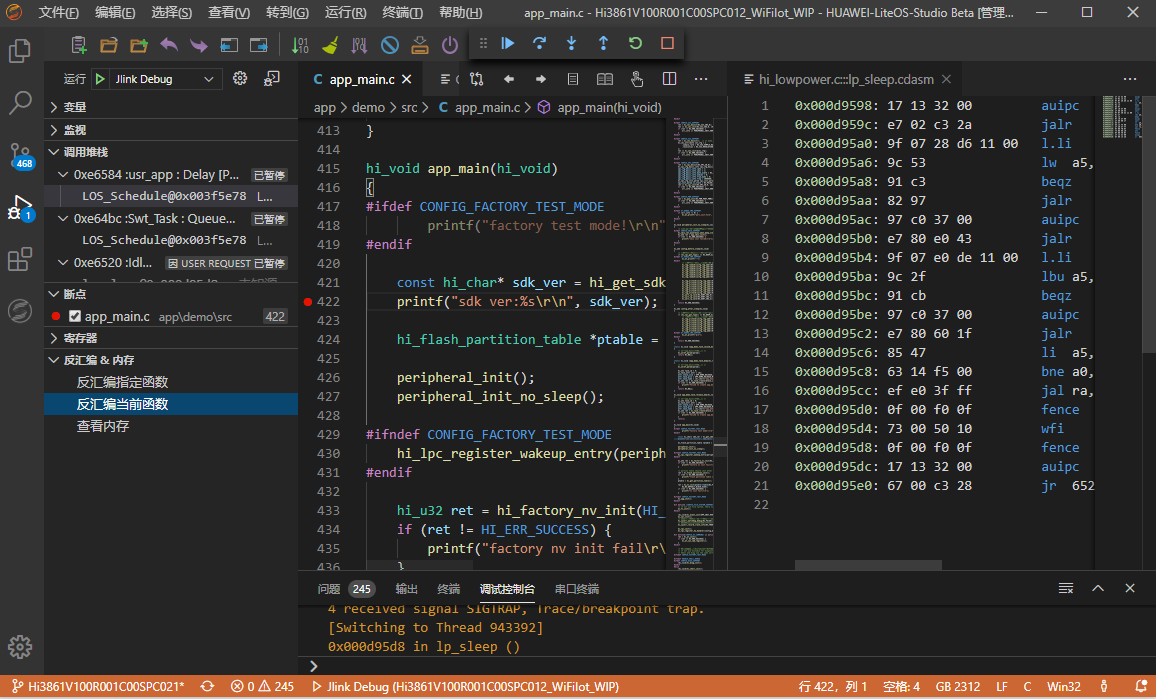 文件(F) 编辑(E) 选择(S) 查看(V) 转到(G) 运行(R) 终端(T) 帮助(H) app_main.c - Hi3861V100R001C00SPC012_WiFiIot_WIP - HUAWEI-LiteOS-Studio Beta [管理...
运行 Jlink Debug
变量
监视
调用堆栈
0xe6584 :usr_app : Delay [P... 已暂停
LOS_Schedule@0x003f5e78 L...
0xe64bc :Swt_Task : Queue... 已暂停
LOS_Schedule@0x003f5e78 L...
0xe6520 :Idl... 因 USER REQUEST 已暂停
断点
app_main.c app\demo\src 422
寄存器
反汇编 & 内存
反汇编指定函数
反汇编当前函数
查看内存
468
1
app_main.c
app > demo > src > C app_main.c > app_main(hi_void)
413 }
414
415 hi_void app_main(hi_void)
416 {
417 #ifdef CONFIG_FACTORY_TEST_MODE
418 printf("factory test mode!\r\n"
419 #endif
420
421 const hi_char* sdk_ver = hi_get_sdk
422 printf("sdk ver:%s\r\n", sdk_ver);
423
424 hi_flash_partition_table *ptable =
425
426 peripheral_init();
427 peripheral_init_no_sleep();
428
429 #ifndef CONFIG_FACTORY_TEST_MODE
430 hi_lpc_register_wakeup_entry(periph
431 #endif
432
433 hi_u32 ret = hi_factory_nv_init(HI_
434 if (ret != HI_ERR_SUCCESS) {
435 printf("factory nv init fail\r\
436 }
hi_lowpower.c:::lp_sleep.cdasm
1 0x000d9598: 17 13 32 00 auipc
2 0x000d959c: e7 02 c3 2a jalr
3 0x000d95a0: 9f 07 28 d6 11 00 l.li
4 0x000d95a6: 9c 53 lw a5,
5 0x000d95a8: 91 c3 beqz
6 0x000d95aa: 82 97 jalr
7 0x000d95ac: 97 c0 37 00 auipc
8 0x000d95b0: e7 80 e0 43 jalr
9 0x000d95b4: 9f 07 e0 de 11 00 l.li
10 0x000d95ba: 9c 2f lbu a5,
11 0x000d95bc: 91 cb beqz
12 0x000d95be: 97 c0 37 00 auipc
13 0x000d95c2: e7 80 60 1f jalr
14 0x000d95c6: 85 47 li a5,
15 0x000d95c8: 63 14 f5 00 bne a0,
16 0x000d95cc: ef e0 3f ff jal ra,
17 0x000d95d0: 0f 00 f0 0f fence
18 0x000d95d4: 73 00 50 10 wfi
19 0x000d95d8: 0f 00 f0 0f fence
20 0x000d95dc: 17 13 32 00 auipc
21 0x000d95e0: 67 00 c3 28 jr 652
22
问题 245 输出 终端 调试控制台 串口终端
4 received signal SIGTRAP, Trace/breakpoint trap.
[Switching to Thread 943392]
0x000d95d8 in lp_sleep ()
Hi3861V100R001C00SPC021* 0 245 Jlink Debug (Hi3861V100R001C00SPC012_WiFiIot_WIP) 行 422，列 1 空格: 4 GB 2312 LF C Win32